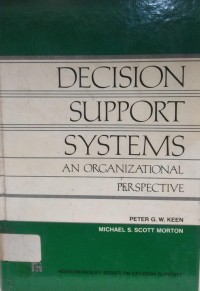 DECISION
SUPPORT
SYSTEMS
AN ORGANIZATIONAL
PERSPECTIVE
PETER G. W. KEEN
MICHAEL S. SCOTT MORTON